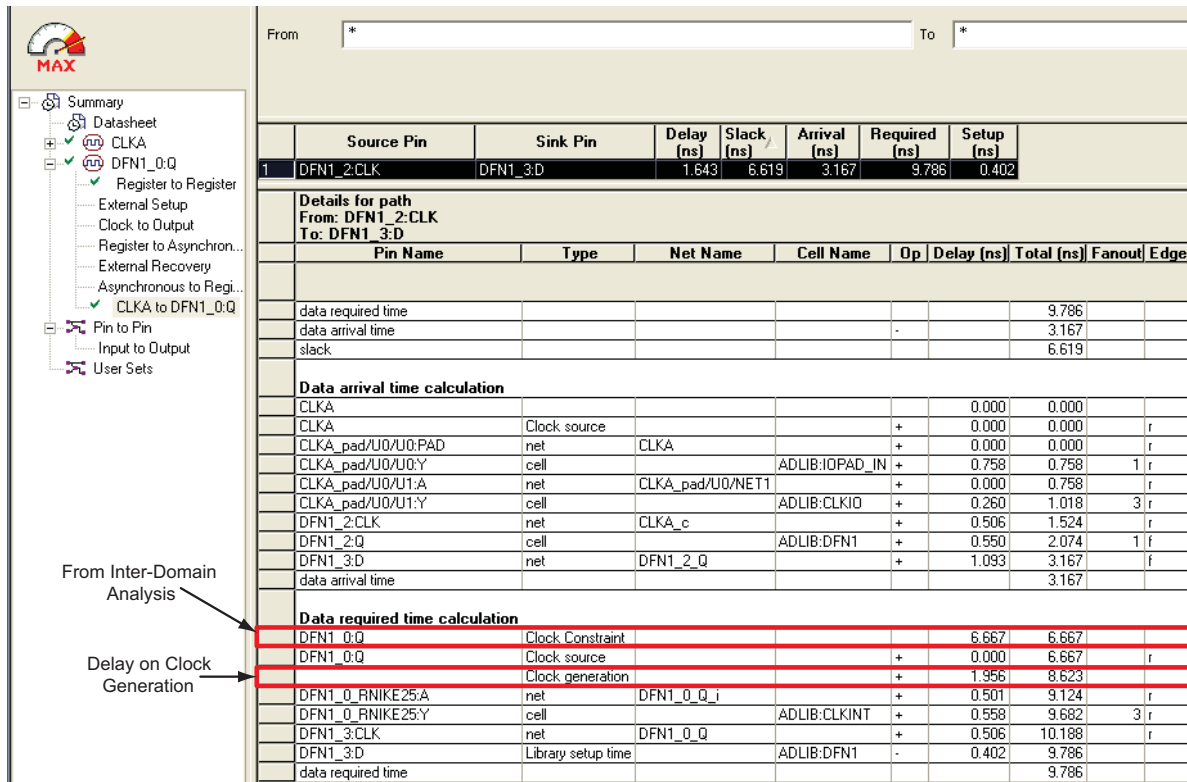 From * To *
MAX
Summary
Datasheet
CLKA
DFN1_0:Q
Register to Register
External Setup
Clock to Output
Register to Asynchron...
External Recovery
Asynchronous to Regi...
CLKA to DFN1_0:Q
Pin to Pin
Input to Output
User Sets
Source Pin Sink Pin Delay (ns) Slack (ns) Arrival (ns) Required (ns) Setup (ns)
1 DFN1_2:CLK DFN1_3:D 1.643 6.619 3.167 9.786 0.402
Details for path
From: DFN1_2:CLK
To: DFN1_3:D
Pin Name Type Net Name Cell Name Op Delay (ns) Total (ns) Fanout Edge
data required time 9.786
data arrival time - 3.167
slack 6.619
Data arrival time calculation
CLKA 0.000 0.000
CLKA Clock source + 0.000 0.000 r
CLKA_pad/U0/U0:PAD net CLKA + 0.000 0.000 r
CLKA_pad/U0/U0:Y cell ADLIB:IOPAD_IN + 0.758 0.758 1 r
CLKA_pad/U0/U1:A net CLKA_pad/U0/NET1 + 0.000 0.758 r
CLKA_pad/U0/U1:Y cell ADLIB:CLKIO + 0.260 1.018 3 r
DFN1_2:CLK net CLKA_c + 0.506 1.524 r
DFN1_2:Q cell ADLIB:DFN1 + 0.550 2.074 1 f
DFN1_3:D net DFN1_2_Q + 1.093 3.167 f
data arrival time 3.167
From Inter-Domain
Analysis
Data required time calculation
DFN1_0:Q Clock Constraint 6.667 6.667
DFN1_0:Q Clock source + 0.000 6.667 r
Delay on Clock
Generation
Clock generation + 1.956 8.623
DFN1_0_RNIKE25:A net DFN1_0_Q_i + 0.501 9.124 r
DFN1_0_RNIKE25:Y cell ADLIB:CLKINT + 0.558 9.682 3 r
DFN1_3:CLK net DFN1_0_Q + 0.506 10.188 r
DFN1_3:D Library setup time ADLIB:DFN1 - 0.402 9.786
data required time 9.786